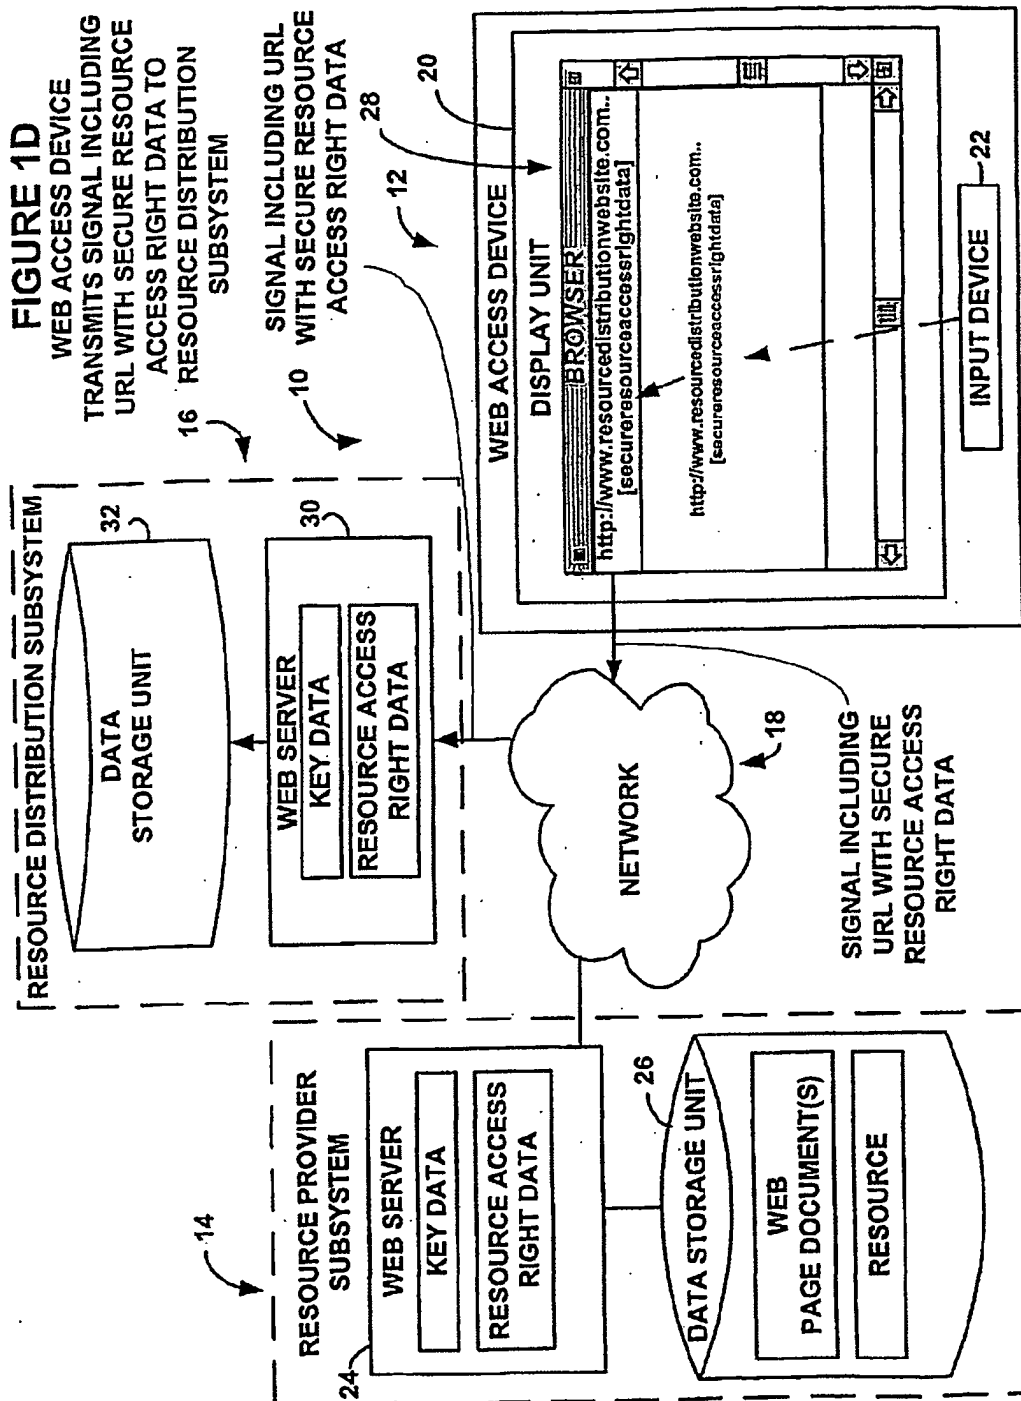 FIGURE 1D
WEB ACCESS DEVICE
TRANSMITS SIGNAL INCLUDING
URL WITH SECURE RESOURCE
ACCESS RIGHT DATA TO
RESOURCE DISTRIBUTION
SUBSYSTEM
16
10
SIGNAL INCLUDING URL
WITH SECURE RESOURCE
ACCESS RIGHT DATA
12
RESOURCE DISTRIBUTION SUBSYSTEM
32
DATA
STORAGE UNIT
30
WEB SERVER
KEY DATA
RESOURCE ACCESS
RIGHT DATA
14
RESOURCE PROVIDER
SUBSYSTEM
24
WEB SERVER
KEY DATA
RESOURCE ACCESS
RIGHT DATA
26
DATA STORAGE UNIT
WEB
PAGE DOCUMENT(S)
RESOURCE
NETWORK
18
SIGNAL INCLUDING
URL WITH SECURE
RESOURCE ACCESS
RIGHT DATA
WEB ACCESS DEVICE
20
DISPLAY UNIT
28
BROWSER
http://www.resourcedistributionwebsite.com..
[secureresourceaccessrightdata]
http://www.resourcedistributionwebsite.com..
[secureresourceaccessrightdata]
INPUT DEVICE
22